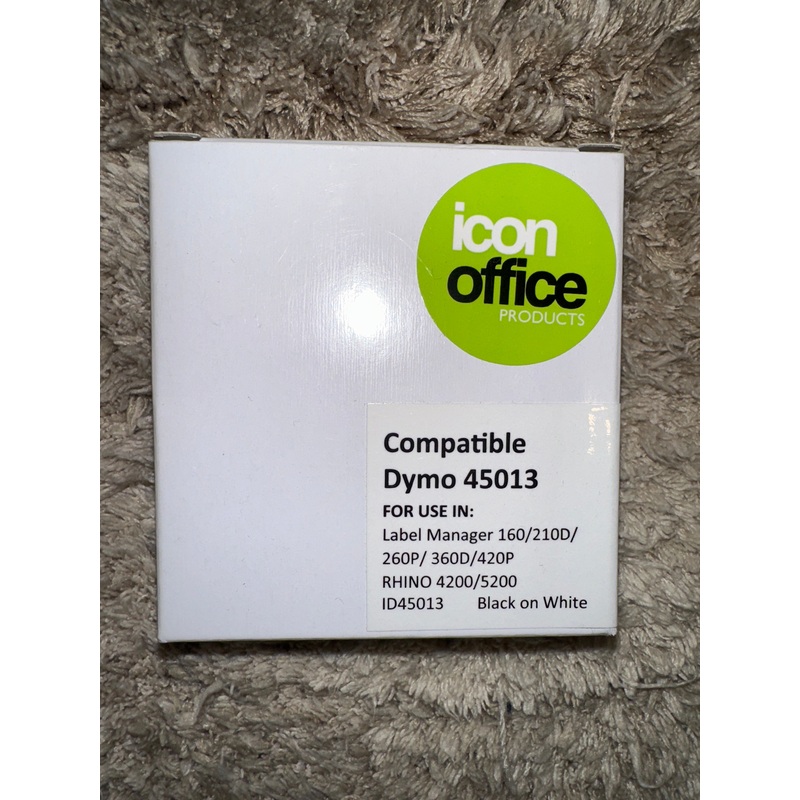 icon
office
PRODUCTS
Compatible
Dymo 45013
FOR USE IN:
Label Manager 160/210D/
260P/ 360D/420P
RHINO 4200/5200
ID45013 Black on White